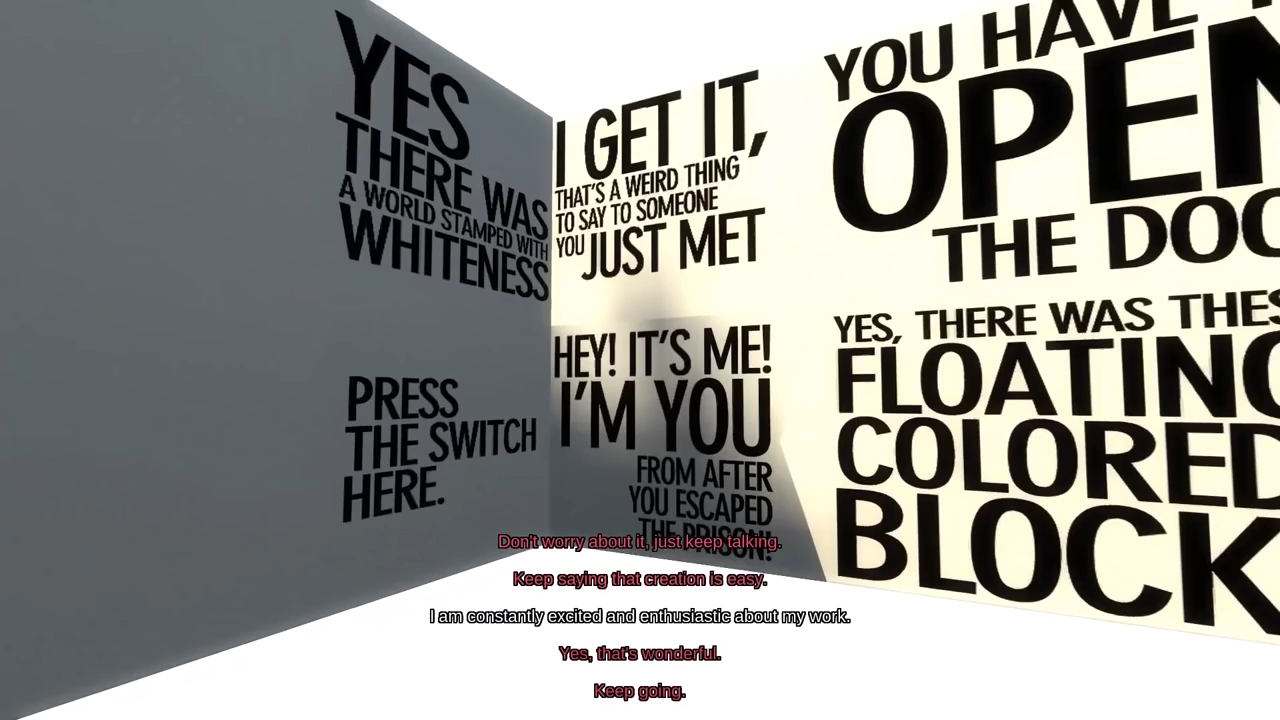 YES
THERE WAS
A WORLD STAMPED WITH
WHITENESS
PRESS
THE SWITCH
HERE.
I GET IT,
THAT'S A WEIRD THING
TO SAY TO SOMEONE
YOU JUST MET
HEY! IT'S ME!
I'M YOU
FROM AFTER
YOU ESCAPED
THE PRISON!
YOU HAVE
OPEN
THE
YES, THERE WAS
FLOATING
COLORED
BLOCK
Don't worry about it, just keep talking.
Keep saying that creation is easy.
I am constantly excited and enthusiastic about my work.
Yes, that's wonderful.
Keep going.